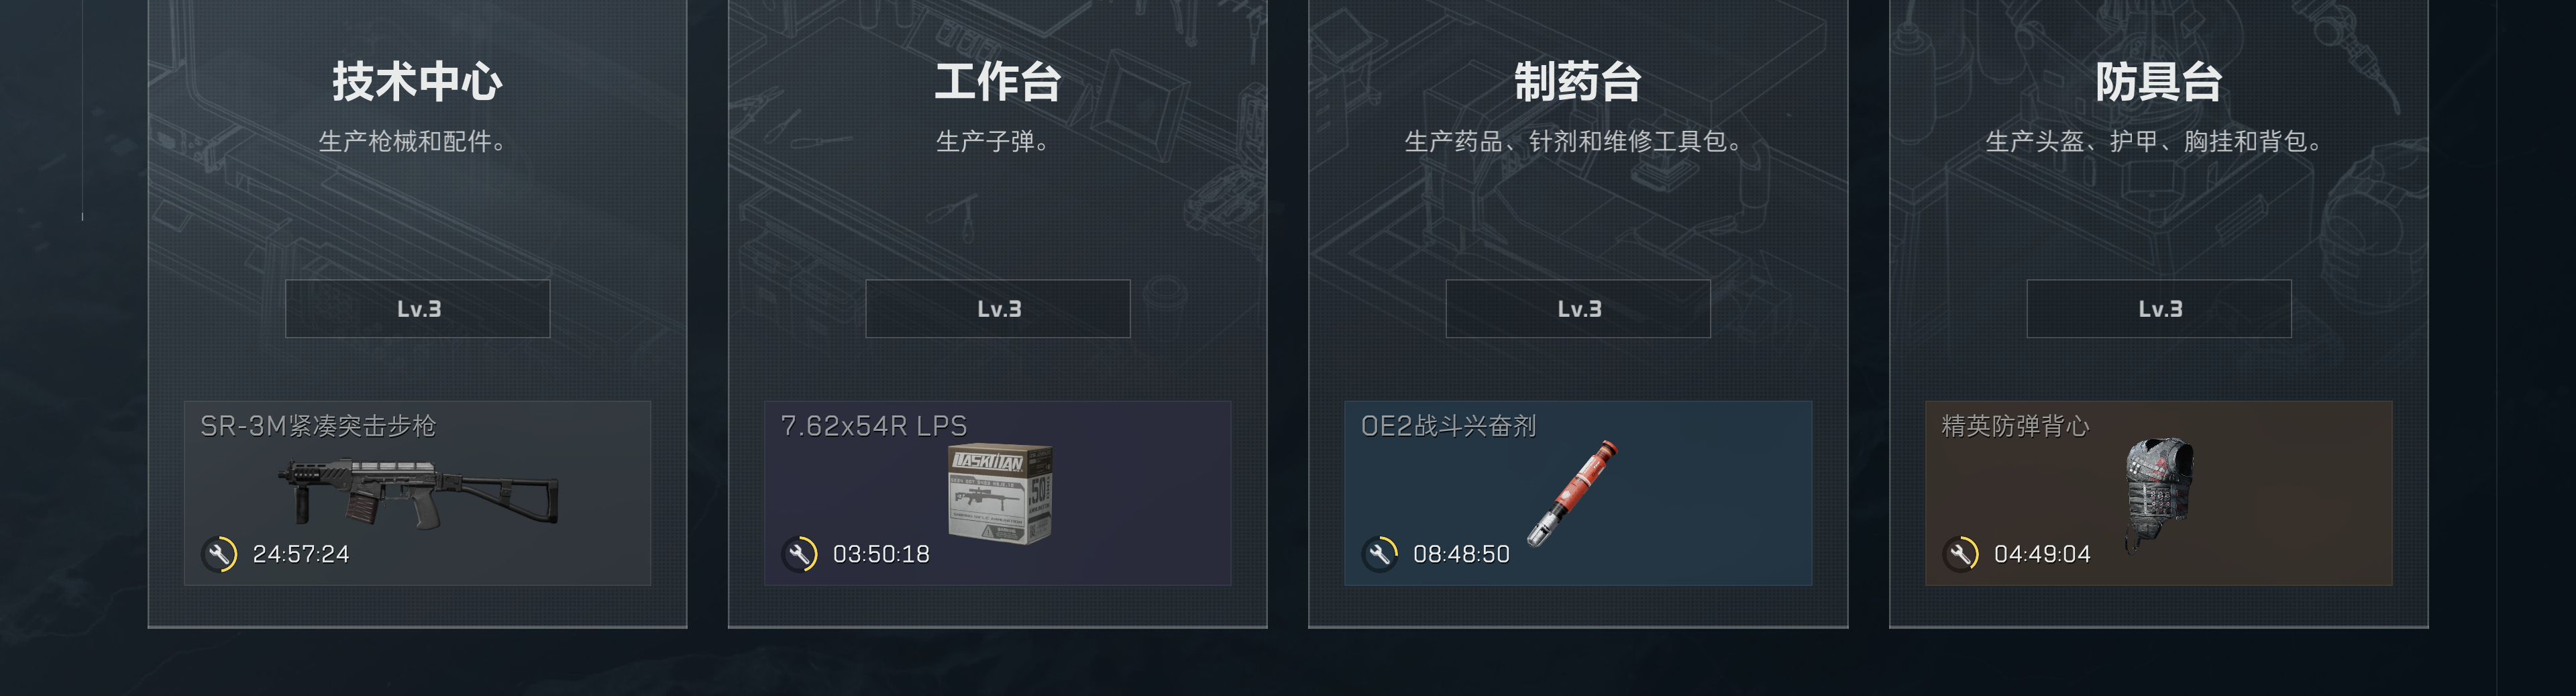 技术中心
生产枪械和配件。
Lv.3
SR-3M紧凑突击步枪
24:57:24
工作台
生产子弹。
Lv.3
7.62x54R LPS
03:50:18
制药台
生产药品、针剂和维修工具包。
Lv.3
OE2战斗兴奋剂
08:48:50
防具台
生产头盔、护甲、胸挂和背包。
Lv.3
精英防弹背心
04:49:04